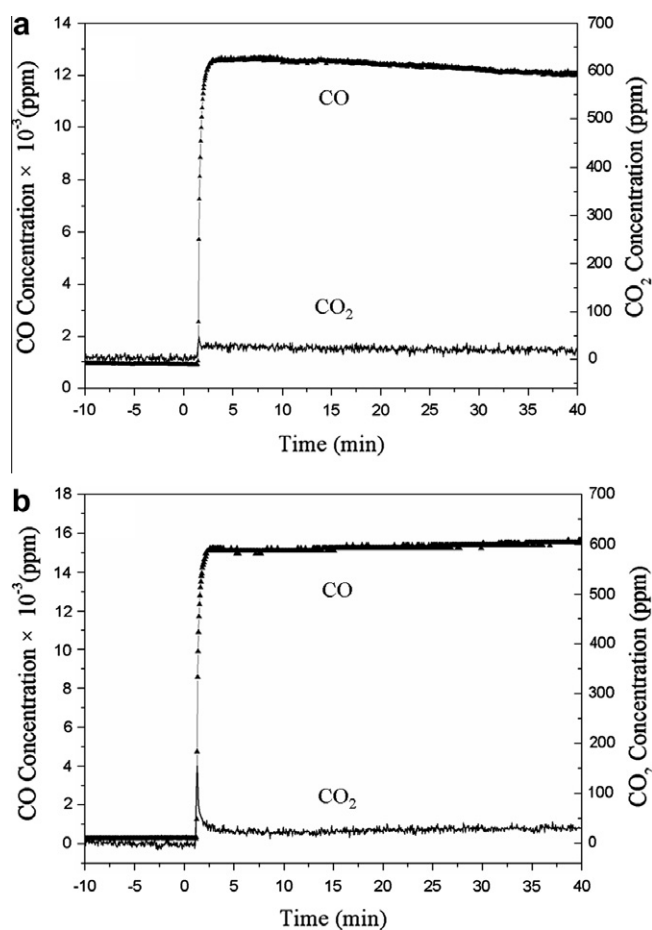 a
14
12
10
8
6
4
2
0
CO Concentration × 10⁻³ (ppm)
700
600
500
400
300
200
100
0
CO₂ Concentration (ppm)
CO
CO₂
-10 -5 0 5 10 15 20 25 30 35 40
Time (min)
b
18
16
14
12
10
8
6
4
2
0
CO Concentration × 10⁻³ (ppm)
700
600
500
400
300
200
100
0
CO₂ Concentration (ppm)
CO
CO₂
-10 -5 0 5 10 15 20 25 30 35 40
Time (min)